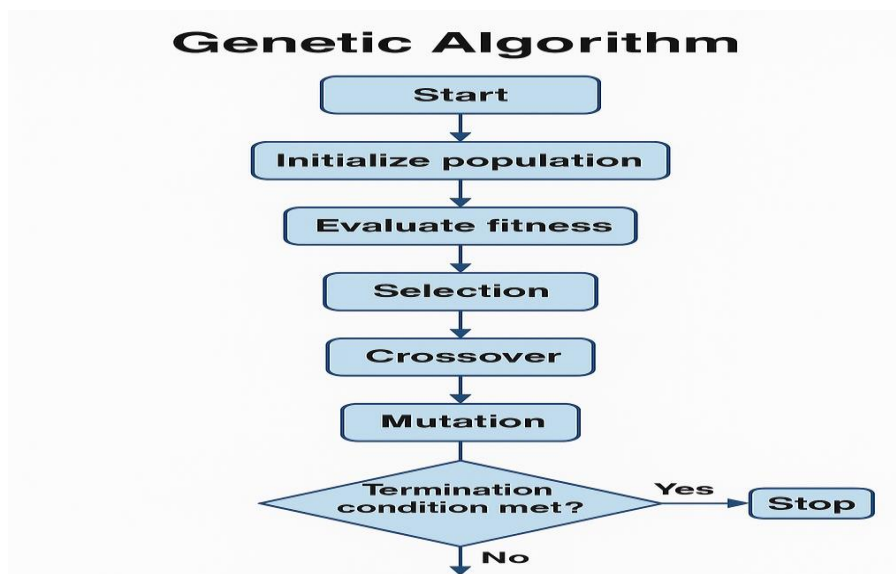 Genetic Algorithm
Start
Initialize population
Evaluate fitness
Selection
Crossover
Mutation
Termination
condition met?
Yes
Stop
No